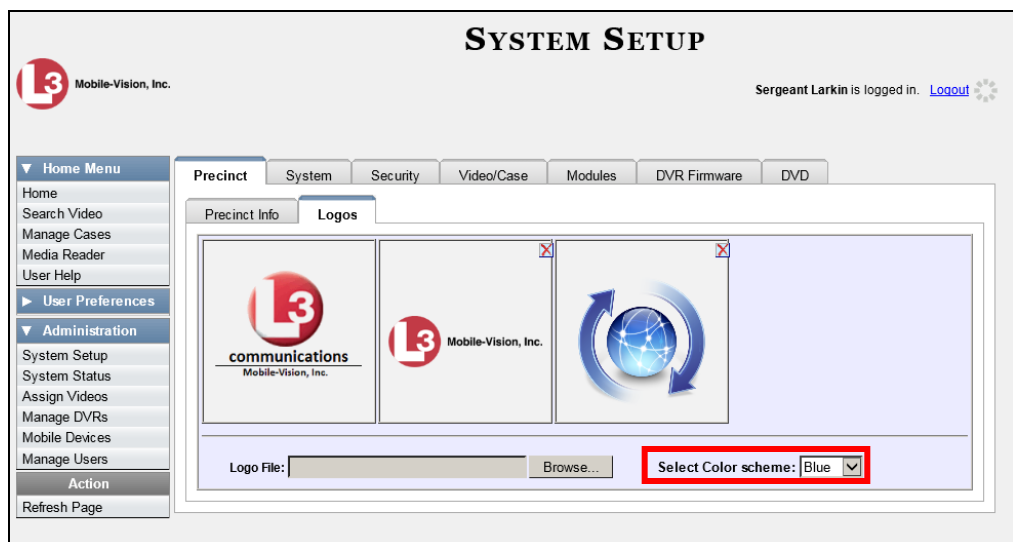 SYSTEM SETUP
L3 Mobile-Vision, Inc.
Sergeant Larkin is logged in. Logout
▼ Home Menu
Home
Search Video
Manage Cases
Media Reader
User Help
▶ User Preferences
▼ Administration
System Setup
System Status
Assign Videos
Manage DVRs
Mobile Devices
Manage Users
Action
Refresh Page
Precinct System Security Video/Case Modules DVR Firmware DVD
Precinct Info Logos
L3
communications
Mobile-Vision, Inc.
L3 Mobile-Vision, Inc.
Logo File: Browse... Select Color scheme: Blue